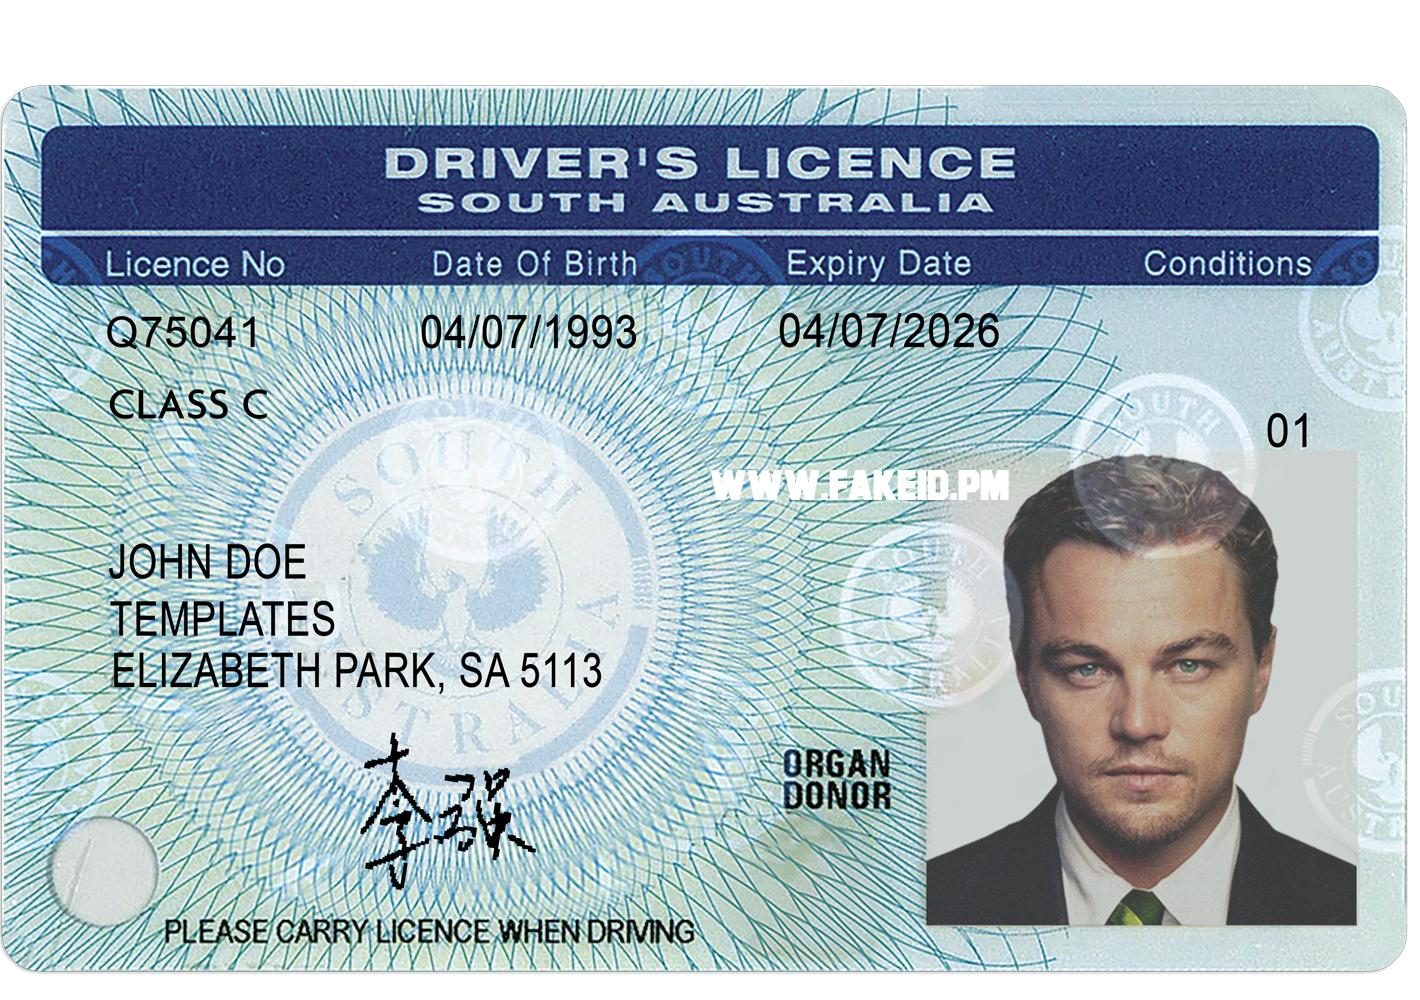 DRIVER'S LICENCE
SOUTH AUSTRALIA
Licence No Date Of Birth Expiry Date Conditions
Q75041 04/07/1993 04/07/2026
CLASS C
01
WWW.FAKEID.PM
JOHN DOE
TEMPLATES
ELIZABETH PARK, SA 5113
SOUTH AUSTRALIA
李强
ORGAN
DONOR
PLEASE CARRY LICENCE WHEN DRIVING